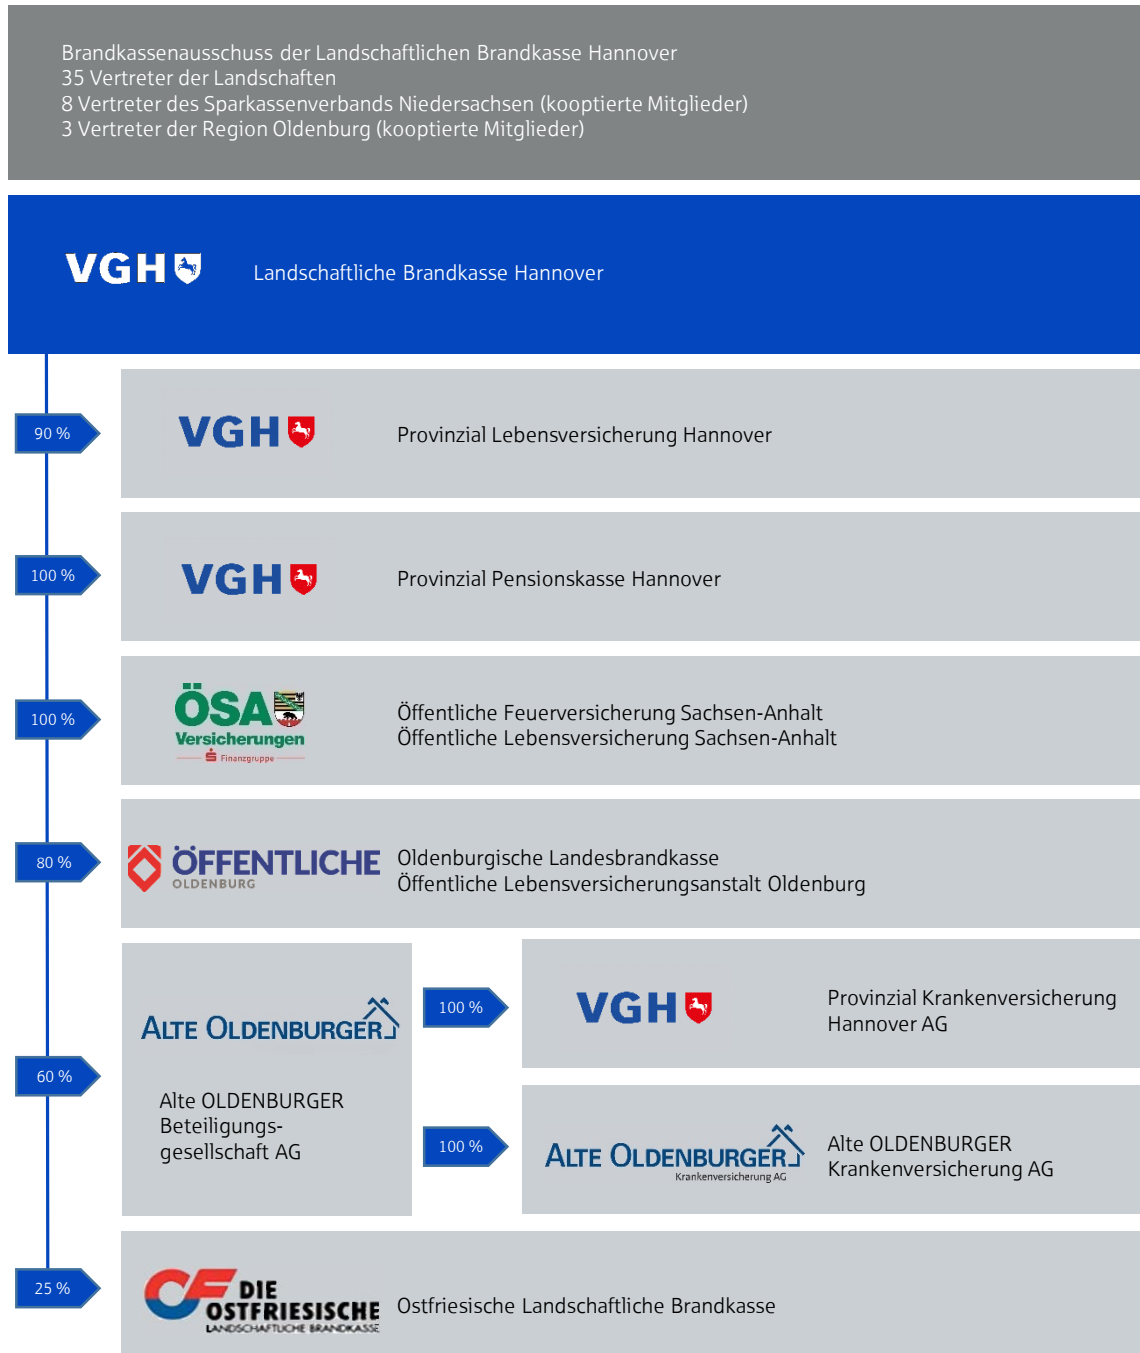 Brandkassenausschuss der Landschaftlichen Brandkasse Hannover
35 Vertreter der Landschaften
8 Vertreter des Sparkassenverbands Niedersachsen (kooptierte Mitglieder)
3 Vertreter der Region Oldenburg (kooptierte Mitglieder)
VGH
Landschaftliche Brandkasse Hannover
90 %
VGH
Provinzial Lebensversicherung Hannover
100 %
VGH
Provinzial Pensionskasse Hannover
100 %
ÖSA
Versicherungen
Finanzgruppe
Öffentliche Feuerversicherung Sachsen-Anhalt
Öffentliche Lebensversicherung Sachsen-Anhalt
80 %
ÖFFENTLICHE
OLDENBURG
Oldenburgische Landesbrandkasse
Öffentliche Lebensversicherungsanstalt Oldenburg
60 %
ALTE OLDENBURGER
Alte OLDENBURGER
Beteiligungs-
gesellschaft AG
100 %
VGH
Provinzial Krankenversicherung
Hannover AG
100 %
ALTE OLDENBURGER
Krankenversicherung AG
Alte OLDENBURGER
Krankenversicherung AG
25 %
DIE
OSTFRIESISCHE
LANDSCHAFTLICHE BRANDKASSE
Ostfriesische Landschaftliche Brandkasse